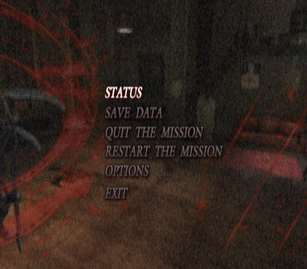 STATUS
SAVE DATA
QUIT THE MISSION
RESTART THE MISSION
OPTIONS
EXIT